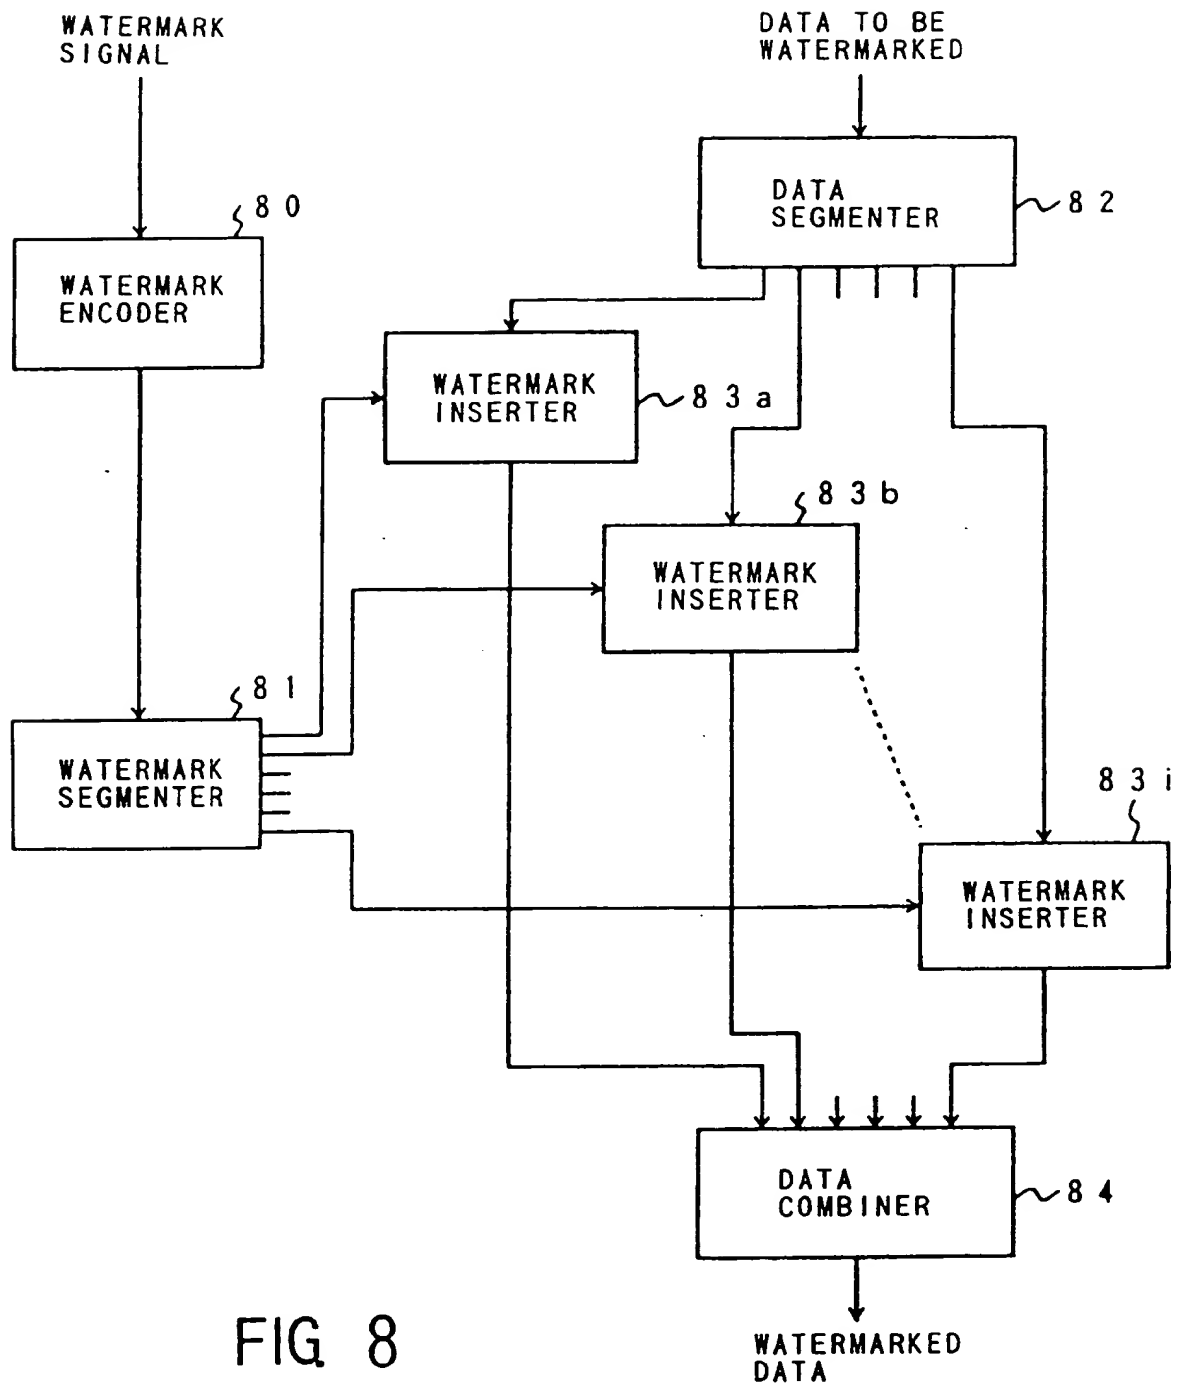 WATERMARK
SIGNAL
DATA TO BE
WATERMARKED
DATA
SEGMENTER
82
80
WATERMARK
ENCODER
WATERMARK
INSERTER
83a
83b
WATERMARK
INSERTER
81
WATERMARK
SEGMENTER
83i
WATERMARK
INSERTER
DATA
COMBINER
84
WATERMARKED
DATA
FIG. 8